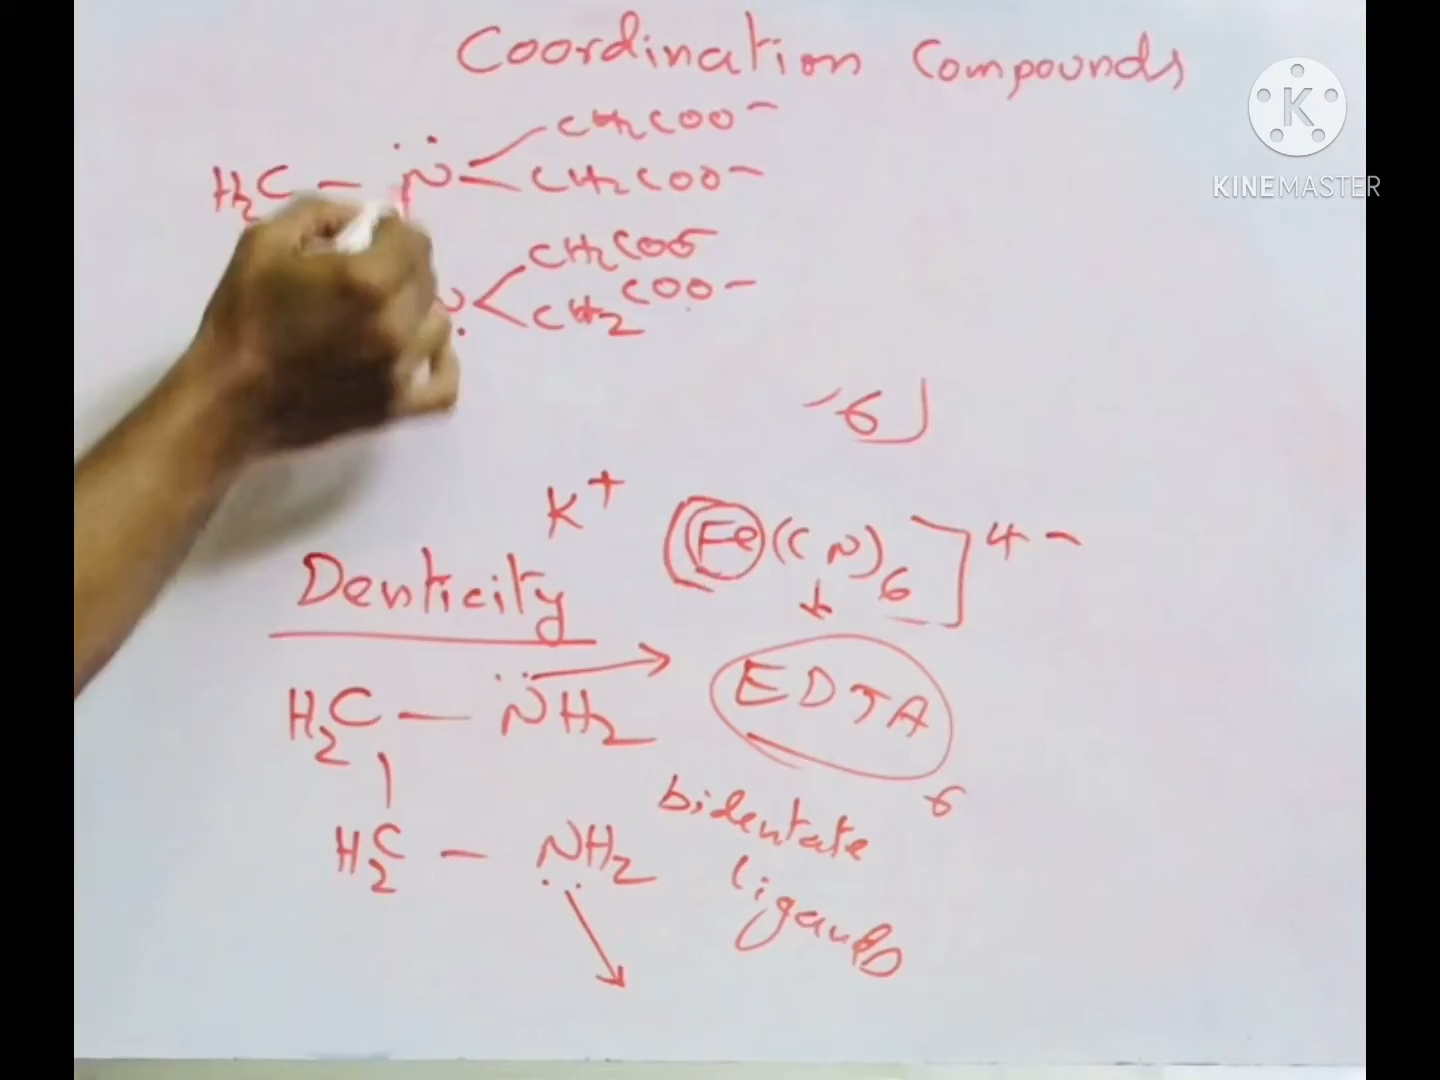 Coordination Compounds
K
KINEMASTER
CH2COO–
H2C – N CH2COO–
CH2COO–
CH2COO–
6
K+ [Fe(CN)6]4–
Denticity
EDTA
H2C – NH2
6
bidentate
H2C – NH2
ligands